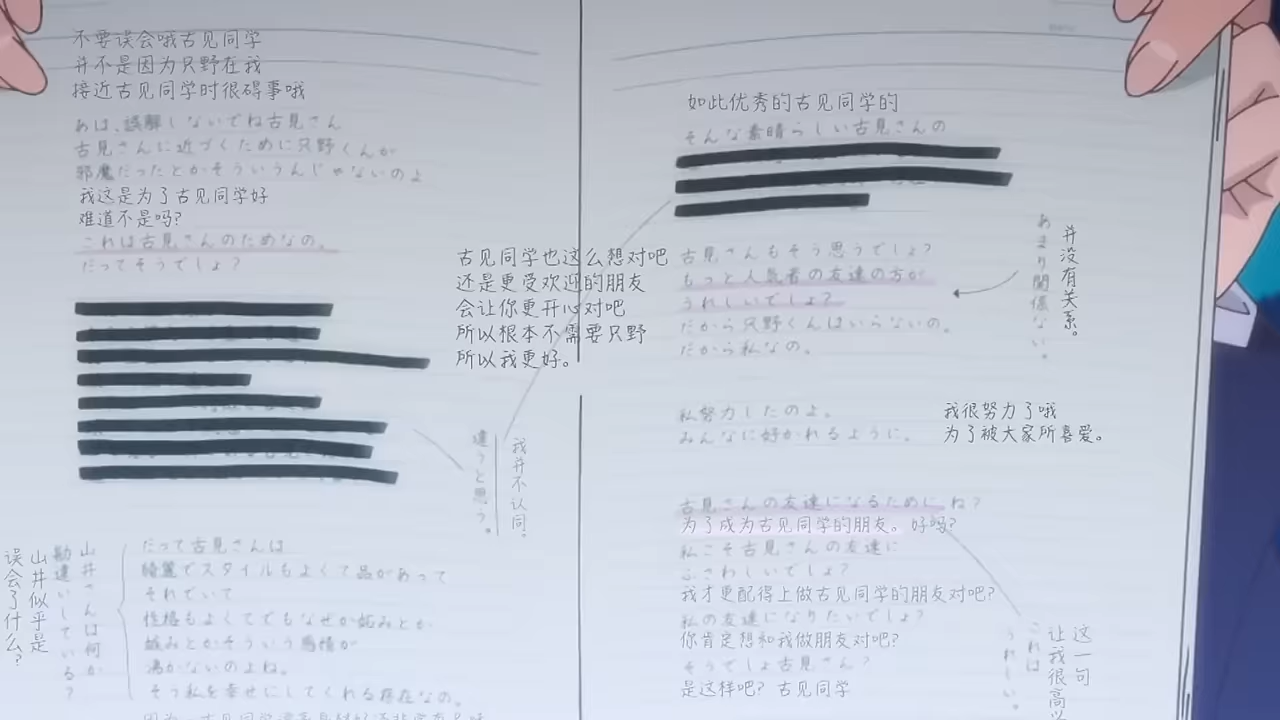 不要误会哦古见同学
并不是因为只野在我
接近古见同学时很碍事哦
あは、誤解しないでね古見さん
古見さんに近づくために只野くんが
邪魔だったとかそういうんじゃないのよ
我这是为了古见同学好
难道不是吗?
これは古見さんのためなの。
だってそうでしょ?
違うと思う。
我并不认同。
だって古見さんは
綺麗でスタイルもよくて品があって
それでいて
性格もよくてでもなぜか妬みとか
嫉みとかそういう感情が
湧かないのよね。
そう私を幸せにしてくれる存在なの。
山井さんは何か
勘違いしている?
山井似乎是
误会了什么?
如此优秀的古见同学的
そんな素晴らしい古見さんの
古见同学也这么想对吧
还是更受欢迎的朋友
会让你更开心对吧
所以根本不需要只野
所以我更好。
古見さんもそう思うでしょ?
もっと人気者の友達の方が
うれしいでしょ?
だから只野くんはいらないの。
だから私なの。
并没有关系。
あまり関係ない。
私努力したのよ。
みんなに好かれるように。
我很努力了哦
为了被大家所喜爱。
古見さんの友達になるためにね?
为了成为古见同学的朋友。好吗?
私こそ古見さんの友達に
ふさわしいでしょ?
我才更配得上做古见同学的朋友对吧?
私の友達になりたいでしょ?
你肯定想和我做朋友对吧?
そうでしょ古見さん?
是这样吧? 古见同学
这一句
让我很高兴
これは
うれしい。